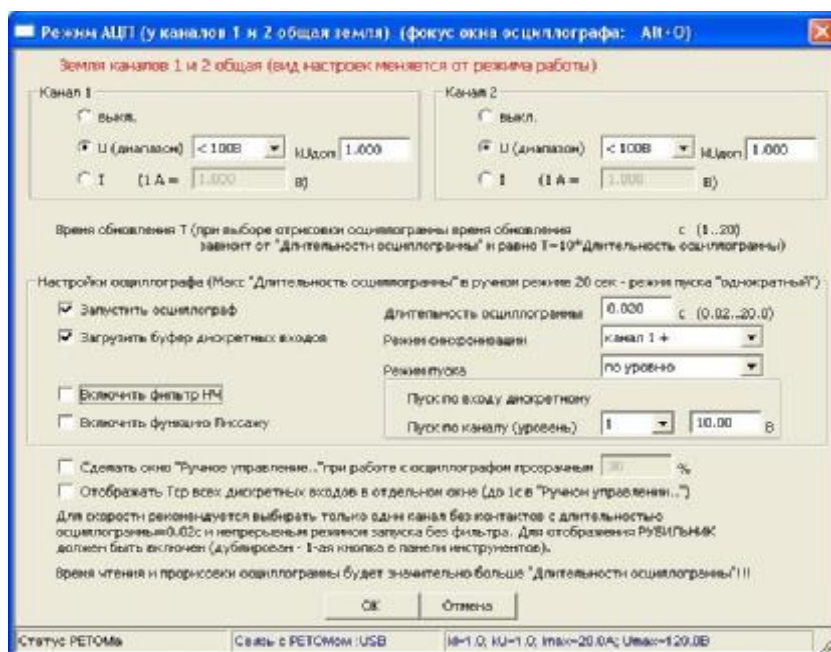 Режим АЦП (у каналов 1 и 2 общая земля) (фокус окна осциллографа: Alt+O)
Земля каналов 1 и 2 общая (вид настроек меняется от режима работы)
Канал 1
Канал 2
выкл.
выкл.
U (диапазон) < 100В kUдоп 1.000
U (диапазон) < 100В kUдоп 1.000
I (1 А = 1.000 В)
I (1 А = 1.000 В)
Время обновления Т (при выборе отрисовки осциллограммы время обновления с (1..20)
зависит от "Длительности осциллограммы" и равно Т=10*Длительность осциллограммы)
Настройки осциллографа (Макс "Длительность осциллограммы" в ручном режиме 20 сек - режим пуска "однократный")
Запустить осциллограф
Длительность осциллограммы 0.020 с (0.02..20.0)
Загрузить буфер дискретных входов
Режим синхронизации канал 1 +
Режим пуска по уровню
Включить фильтр НЧ
Пуск по входу дискретному
Включить функцию Лиссажу
Пуск по каналу (уровень) 1 10.00 В
Сделать окно "Ручное управление.."при работе с осциллографом прозрачным 30 %
Отображать Тср всех дискретных входов в отдельном окне (до 1с в "Ручном управлении...")
Для скорости рекомендуется выбирать только один канал без контактов с длительностью
осциллограммы=0.02с и непрерывным режимом запуска без фильтра. Для отображения РУБИЛЬНИК
должен быть включен (дублирован - 1-ая кнопка в панели инструментов).
Время чтения и прорисовки осциллограммы будет значительно больше "Длительности осциллограммы"!!!
OK
Отмена
Статус РЕТОМа
Связь с РЕТОМом :USB
kI=1.0; kU=1.0; Imax=20.0A; Umax=120.0В